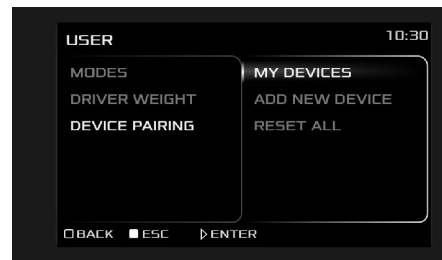 USER 10:30
MODES
DRIVER WEIGHT
DEVICE PAIRING
MY DEVICES
ADD NEW DEVICE
RESET ALL
BACK ESC ENTER